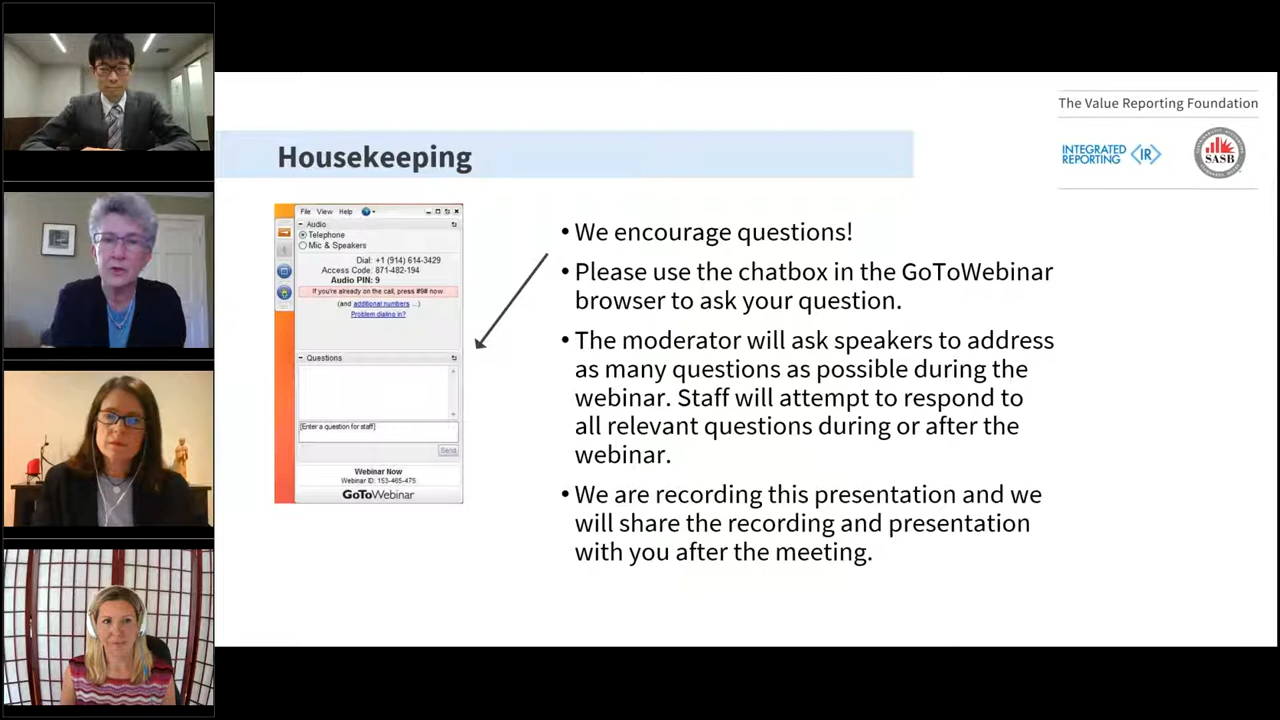 The Value Reporting Foundation
INTEGRATED
REPORTING <IR>
SASB
Housekeeping
File View Help
Audio
Telephone
Mic & Speakers
Dial: +1 (914) 614-3429
Access Code: 871-482-194
Audio PIN: 9
If you're already on the call, press #9# now
(and additional numbers ...)
Problem dialing in?
Questions
[Enter a question for staff]
Send
Webinar Now
Webinar ID: 153-465-475
GoToWebinar
• We encourage questions!
• Please use the chatbox in the GoToWebinar
browser to ask your question.
• The moderator will ask speakers to address
as many questions as possible during the
webinar. Staff will attempt to respond to
all relevant questions during or after the
webinar.
• We are recording this presentation and we
will share the recording and presentation
with you after the meeting.